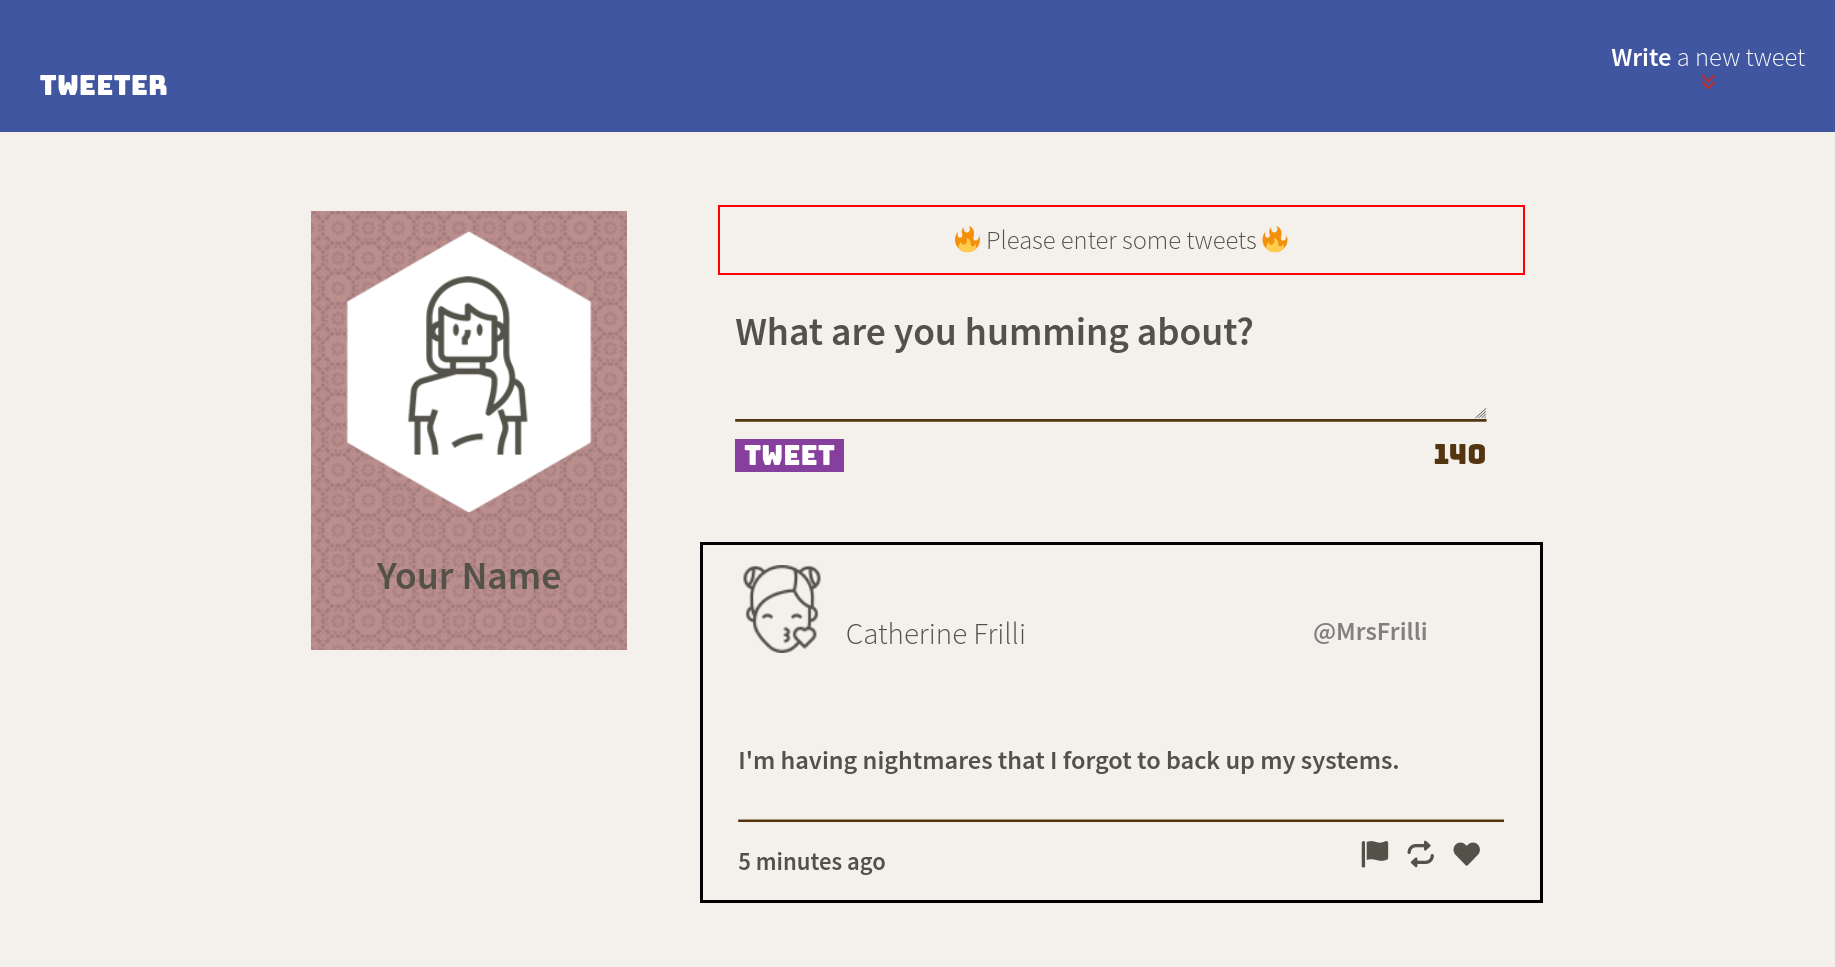 TWEETER
Write a new tweet
🔥 Please enter some tweets 🔥
What are you humming about?
TWEET
140
Your Name
Catherine Frilli
@MrsFrilli
I'm having nightmares that I forgot to back up my systems.
5 minutes ago